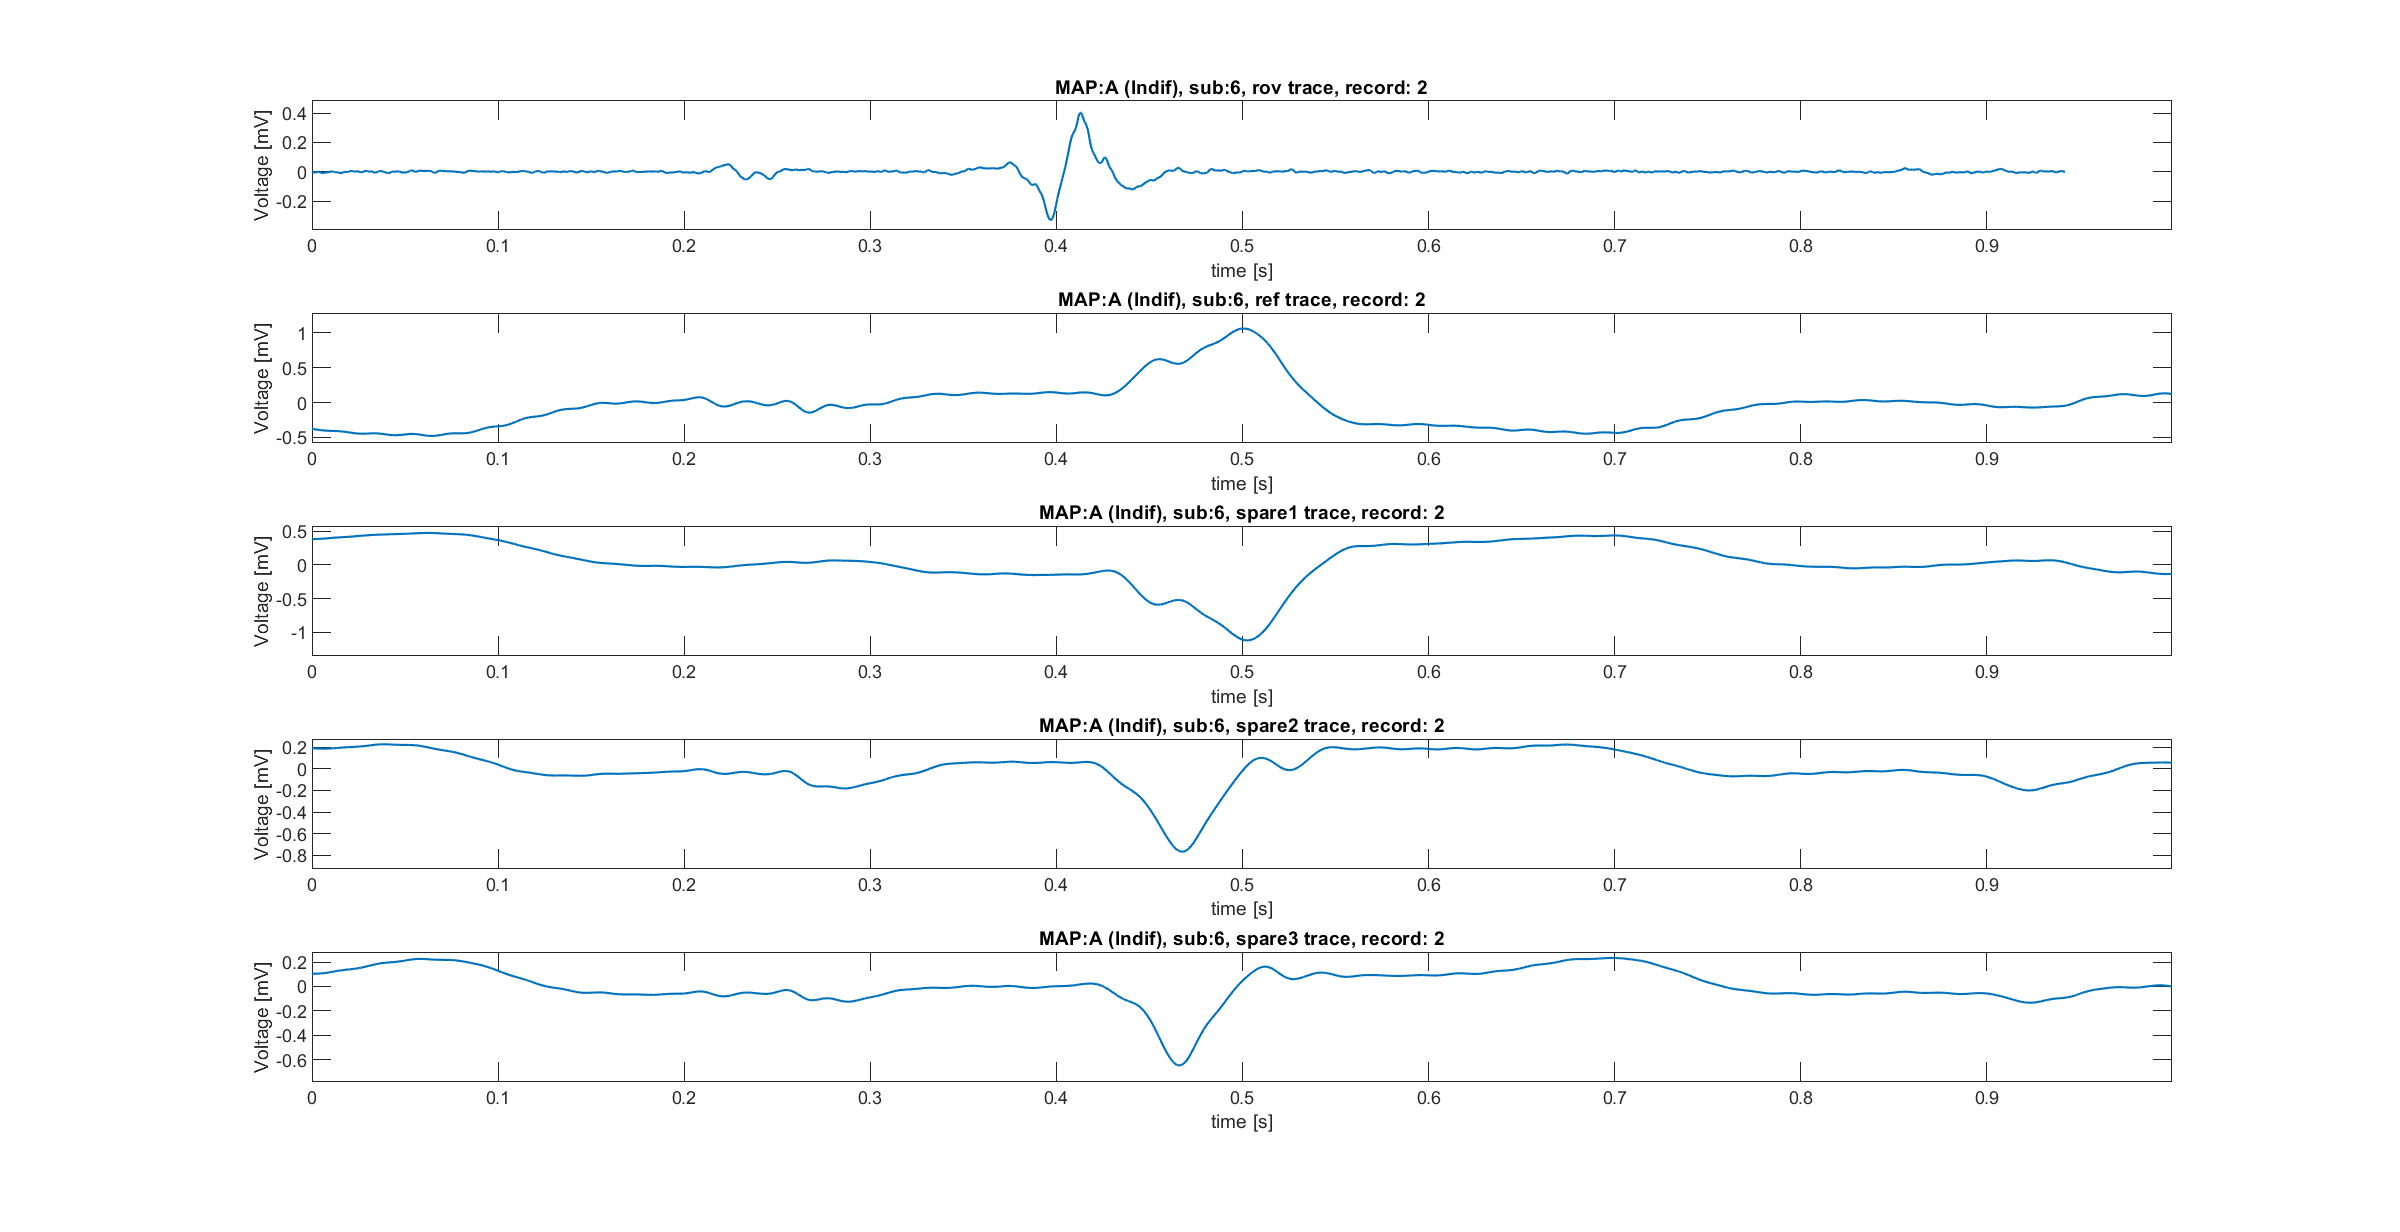 MAP:A (Indif), sub:6, rov trace, record: 2
Voltage [mV]
0.4
0.2
0
-0.2
0 0.1 0.2 0.3 0.4 0.5 0.6 0.7 0.8 0.9
time [s]
MAP:A (Indif), sub:6, ref trace, record: 2
Voltage [mV]
1
0.5
0
-0.5
0 0.1 0.2 0.3 0.4 0.5 0.6 0.7 0.8 0.9
time [s]
MAP:A (Indif), sub:6, spare1 trace, record: 2
Voltage [mV]
0.5
0
-0.5
-1
0 0.1 0.2 0.3 0.4 0.5 0.6 0.7 0.8 0.9
time [s]
MAP:A (Indif), sub:6, spare2 trace, record: 2
Voltage [mV]
0.2
0
-0.2
-0.4
-0.6
-0.8
0 0.1 0.2 0.3 0.4 0.5 0.6 0.7 0.8 0.9
time [s]
MAP:A (Indif), sub:6, spare3 trace, record: 2
Voltage [mV]
0.2
0
-0.2
-0.4
-0.6
0 0.1 0.2 0.3 0.4 0.5 0.6 0.7 0.8 0.9
time [s]